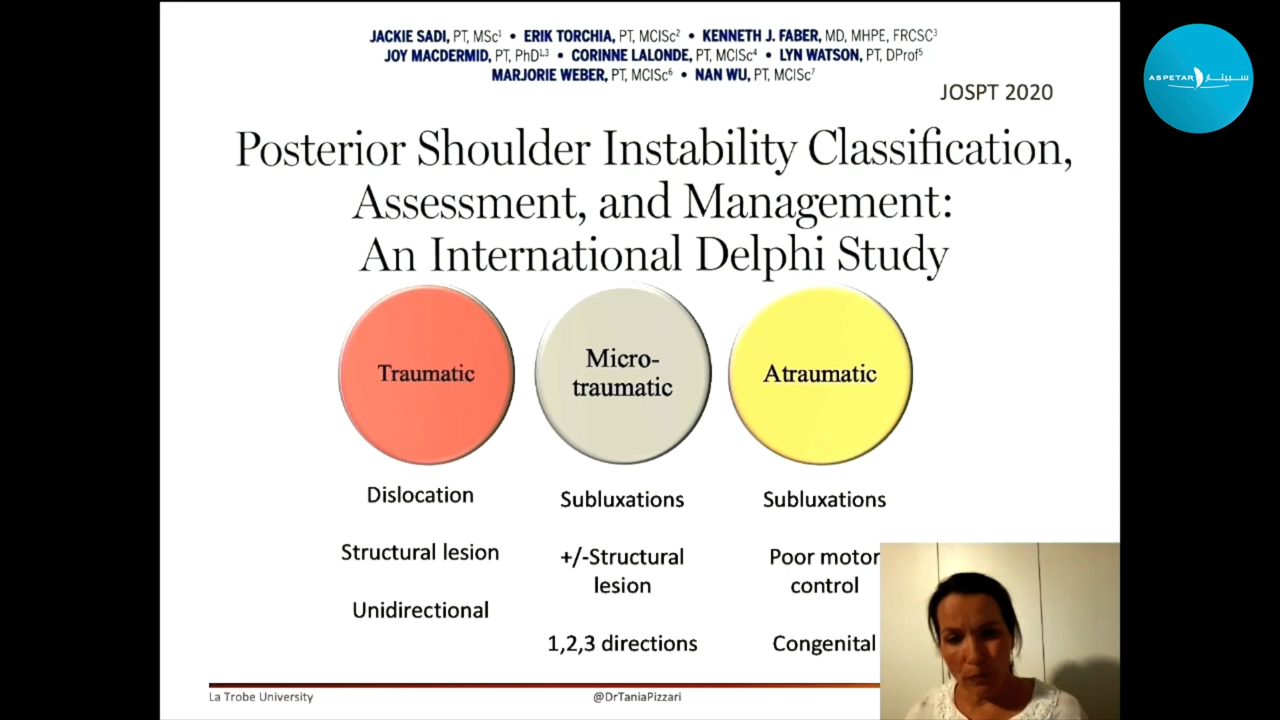 JACKIE SADI, PT, MSc¹ • ERIK TORCHIA, PT, MCISc² • KENNETH J. FABER, MD, MHPE, FRCSC³
JOY MACDERMID, PT, PhD¹,³ • CORINNE LALONDE, PT, MCISc⁴ • LYN WATSON, PT, DProf⁵
MARJORIE WEBER, PT, MCISc⁶ • NAN WU, PT, MCISc⁷
JOSPT 2020
ASPETAR سبيتار
Posterior Shoulder Instability Classification,
Assessment, and Management:
An International Delphi Study
Traumatic
Micro-
traumatic
Atraumatic
Dislocation
Structural lesion
Unidirectional
Subluxations
+/-Structural
lesion
1,2,3 directions
Subluxations
Poor motor
control
Congenital
La Trobe University
@DrTaniaPizzari